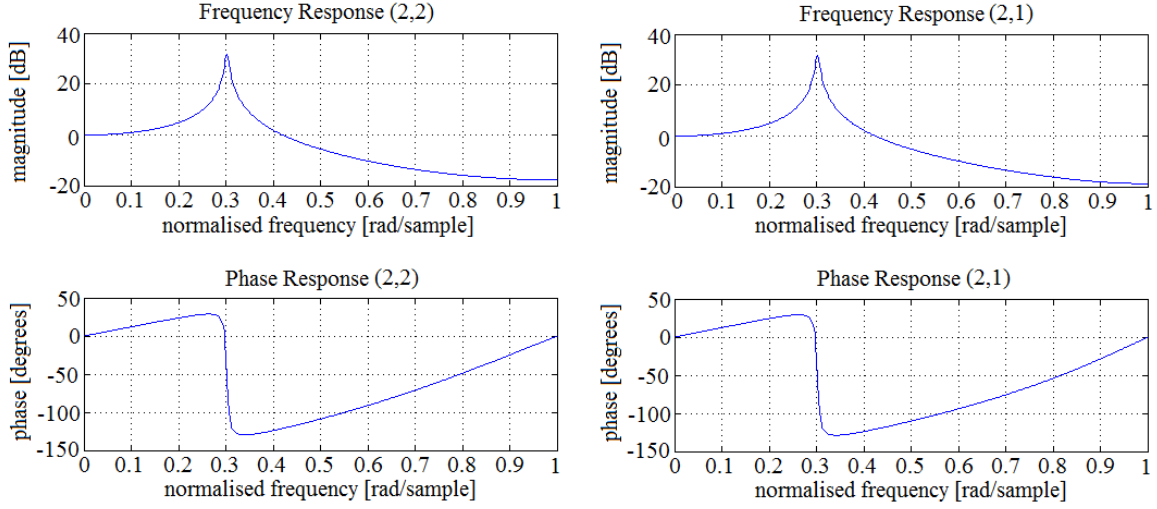 Frequency Response (2,2)
magnitude [dB]
40
20
0
-20
0 0.1 0.2 0.3 0.4 0.5 0.6 0.7 0.8 0.9 1
normalised frequency [rad/sample]
Frequency Response (2,1)
magnitude [dB]
40
20
0
-20
0 0.1 0.2 0.3 0.4 0.5 0.6 0.7 0.8 0.9 1
normalised frequency [rad/sample]
Phase Response (2,2)
phase [degrees]
50
0
-50
-100
-150
0 0.1 0.2 0.3 0.4 0.5 0.6 0.7 0.8 0.9 1
normalised frequency [rad/sample]
Phase Response (2,1)
phase [degrees]
50
0
-50
-100
-150
0 0.1 0.2 0.3 0.4 0.5 0.6 0.7 0.8 0.9 1
normalised frequency [rad/sample]